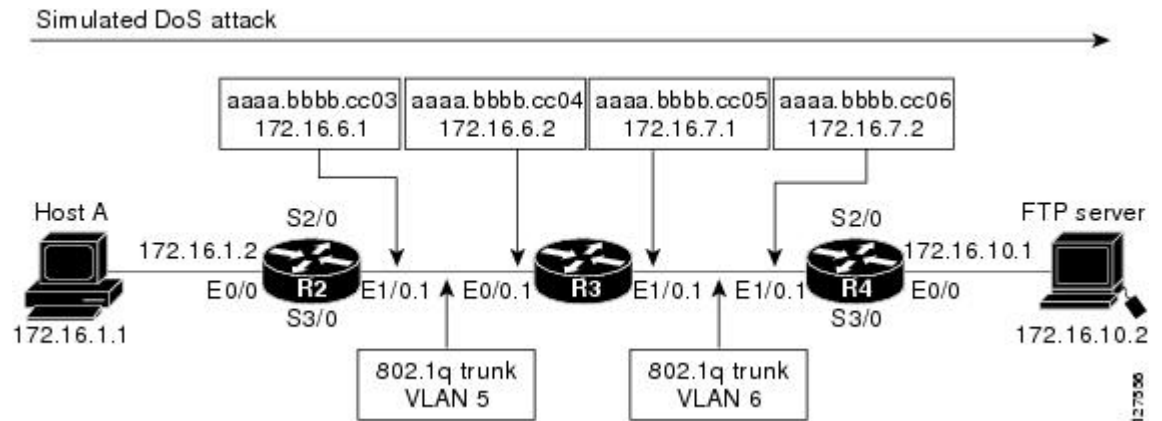 Simulated DoS attack
aaaa.bbbb.cc03
172.16.6.1
aaaa.bbbb.cc04
172.16.6.2
aaaa.bbbb.cc05
172.16.7.1
aaaa.bbbb.cc06
172.16.7.2
Host A
172.16.1.1
172.16.1.2
E0/0
S2/0
R2
S3/0
E1/0.1
E0/0.1
R3
E1/0.1
E1/0.1
S2/0
R4
S3/0
172.16.10.1
E0/0
FTP server
172.16.10.2
802.1q trunk
VLAN 5
802.1q trunk
VLAN 6
127556